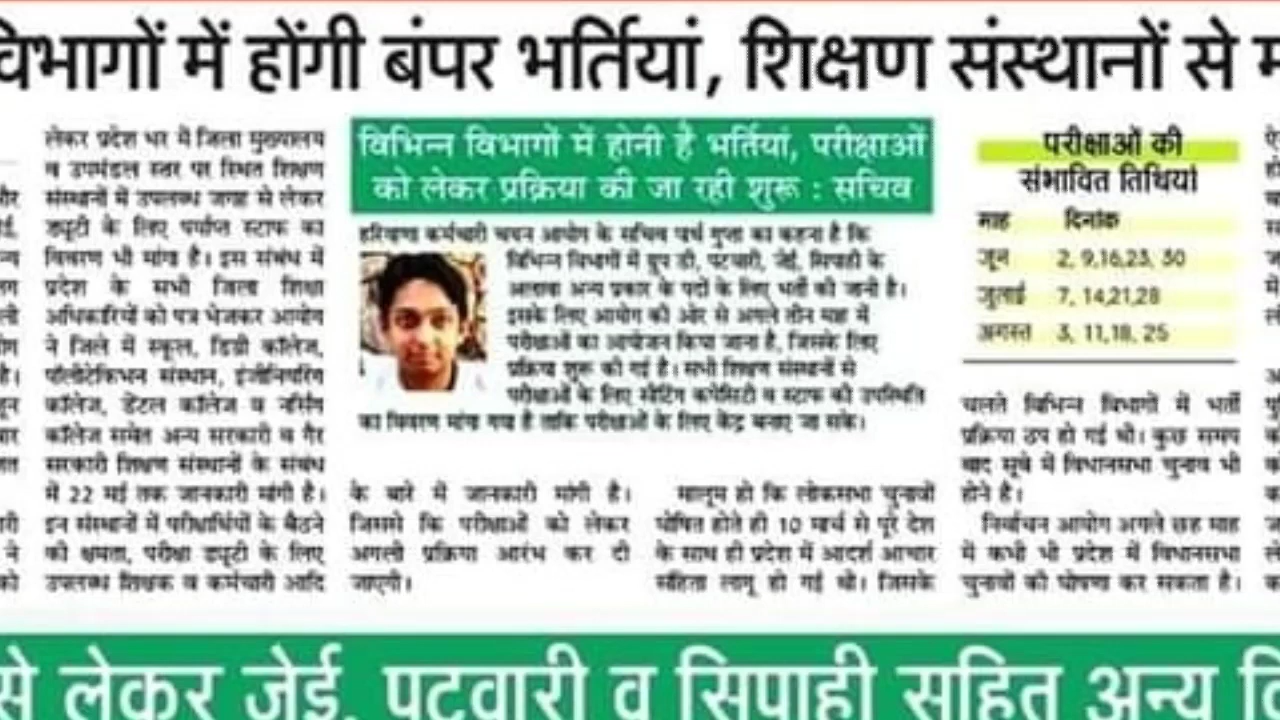 विभागों में होंगी बंपर भर्तियां, शिक्षण संस्थानों से
लेकर प्रदेश भर में जिला मुख्यालय
व उपमंडल स्तर पर स्थित शिक्षण
संस्थानों में उपलब्ध जगह से लेकर
ड्यूटी के लिए पर्याप्त स्टाफ का
विवरण भी मांगा है। इस संबंध में
प्रदेश के सभी जिला शिक्षा
अधिकारियों को पत्र भेजकर आयोग
ने जिले में स्कूल, डिग्री कॉलेज,
पॉलीटेक्निक संस्थान, इंजीनियरिंग
कॉलेज, डेंटल कॉलेज व नर्सिंग
कॉलेज समेत अन्य सरकारी व गैर
सरकारी शिक्षण संस्थानों के संबंध
में 22 मई तक जानकारी मांगी है।
इन संस्थानों में परीक्षार्थियों के बैठने
की क्षमता, परीक्षा ड्यूटी के लिए
उपलब्ध शिक्षक व कर्मचारी आदि
विभिन्न विभागों में होनी है भर्तियां, परीक्षाओं
को लेकर प्रक्रिया की जा रही शुरू : सचिव
हरियाणा कर्मचारी चयन आयोग के सचिव पार्थ गुप्ता का कहना है कि
विभिन्न विभागों में ग्रुप डी, पटवारी, जेई, सिपाही के
अलावा अन्य प्रकार के पदों के लिए भर्ती की जानी है।
इसके लिए आयोग की ओर से अगले तीन माह में
परीक्षाओं का आयोजन किया जाना है, जिसके लिए
प्रक्रिया शुरू की गई है। सभी शिक्षण संस्थानों से
परीक्षाओं के लिए सीटिंग कपेसिटी व स्टाफ की उपस्थिति
का विवरण मांगा गया है ताकि परीक्षाओं के लिए केंद्र बनाए जा सके।
के बारे में जानकारी मांगी है।
जिससे कि परीक्षाओं को लेकर
अगली प्रक्रिया आरंभ कर दी
जाएगी।
मालूम हो कि लोकसभा चुनावों
घोषित होते ही 10 मार्च से पूरे देश
के साथ ही प्रदेश में आदर्श आचार
संहिता लागू हो गई थी। जिसके
परीक्षाओं की
संभावित तिथियां
माह दिनांक
जून 2, 9,16,23, 30
जुलाई 7, 14,21,28
अगस्त 3, 11,18, 25
चलते विभिन्न विभागों में भर्ती
प्रक्रिया ठप हो गई थी। कुछ समय
बाद सूबे में विधानसभा चुनाव भी
होने है।
निर्वाचन आयोग अगले छह माह
में कभी भी प्रदेश में विधानसभा
चुनावों की घोषणा कर सकता है।
से लेकर जेई, पटवारी व सिपाही सहित अन्य